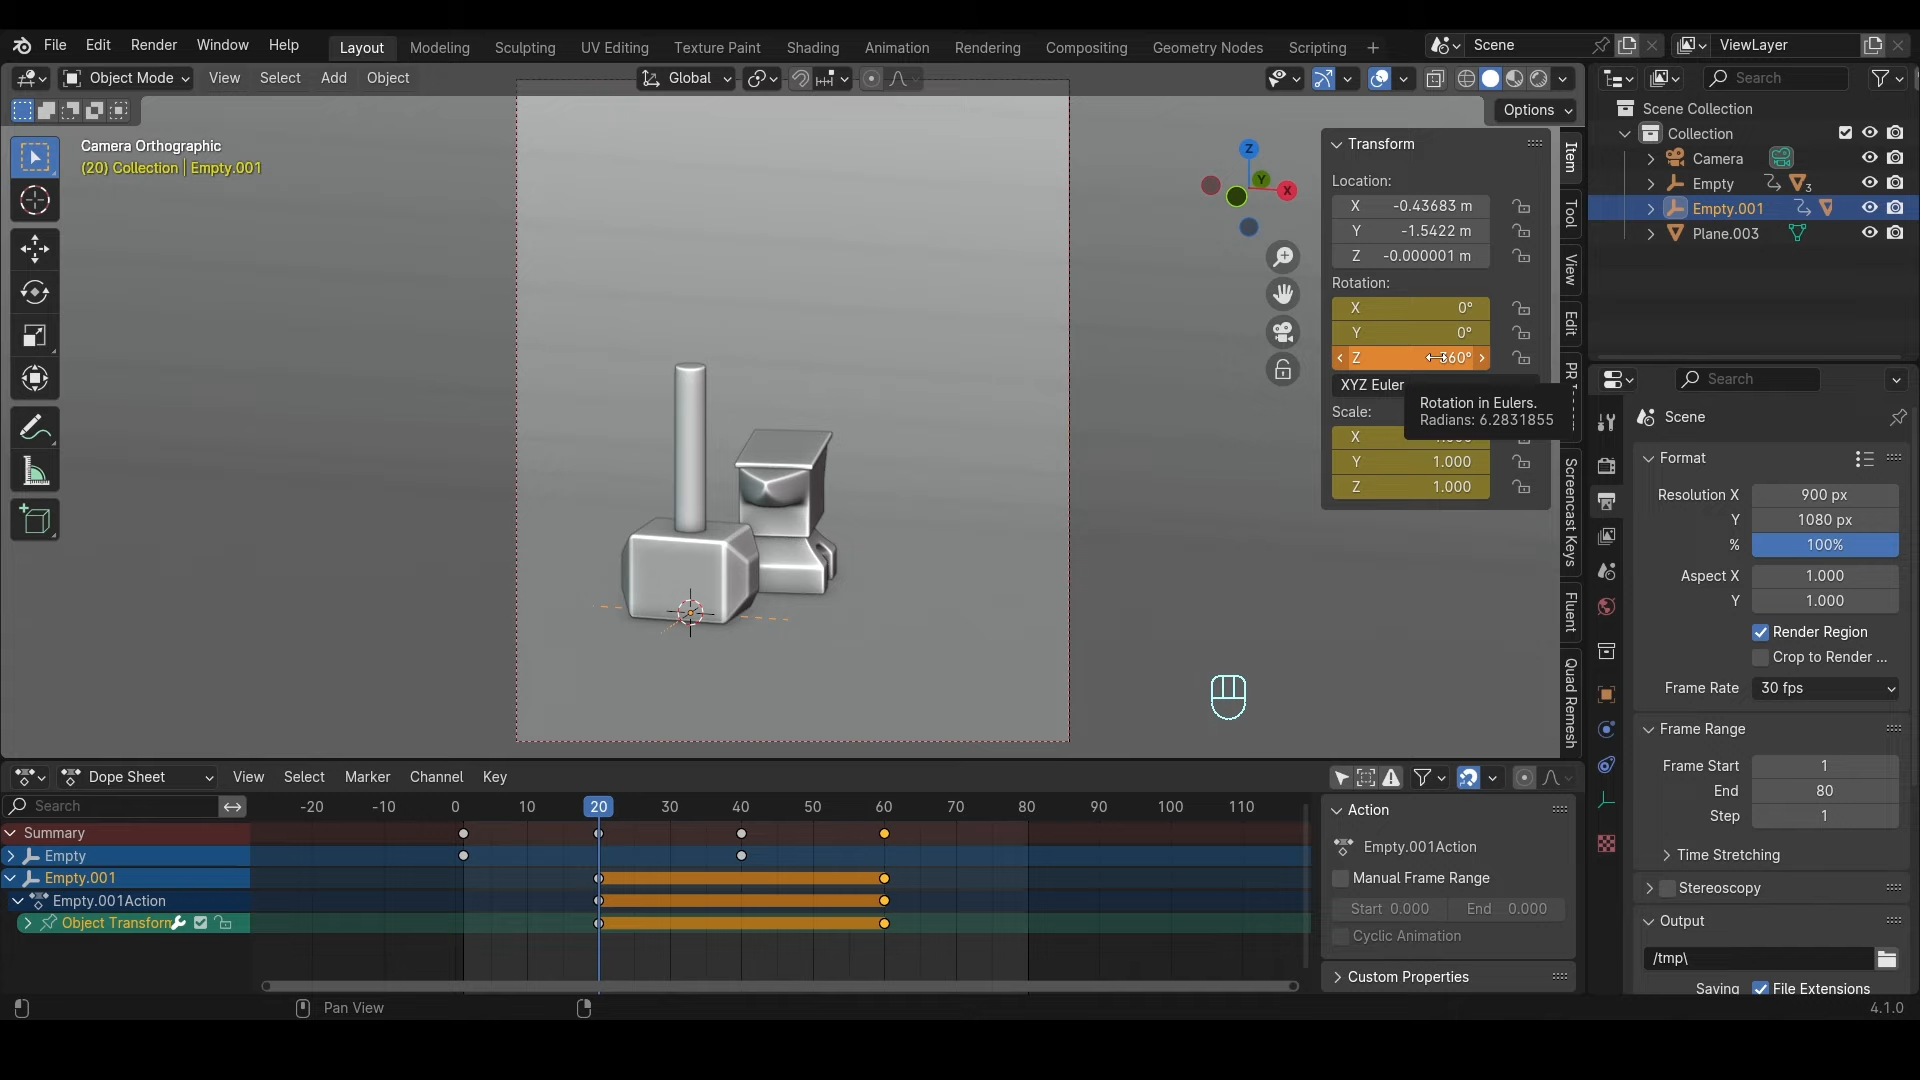 File Edit Render Window Help Layout Modeling Sculpting UV Editing Texture Paint Shading Animation Rendering Compositing Geometry Nodes Scripting Scene ViewLayer
Object Mode View Select Add Object Global Search
Options
Scene Collection
Collection
Camera
Empty 3
Empty.001
Plane.003
Camera Orthographic
(20) Collection | Empty.001
Z
Y
X
Transform
Location:
X -0.43683 m
Y -1.5422 m
Z -0.000001 m
Rotation:
X 0°
Y 0°
Z 360°
XYZ Euler
Rotation in Eulers.
Radians: 6.2831855
Scale:
X
Y 1.000
Z 1.000
Item
Tool
View
Edit
PR
Screencast Keys
Fluent
Quad Remesh
Search
Scene
Format
Resolution X 900 px
Y 1080 px
% 100%
Aspect X 1.000
Y 1.000
Render Region
Crop to Render ...
Frame Rate 30 fps
Frame Range
Frame Start 1
End 80
Step 1
Time Stretching
Stereoscopy
Output
/tmp\
Saving File Extensions
Dope Sheet View Select Marker Channel Key
Search -20 -10 0 10 20 30 40 50 60 70 80 90 100 110
Summary
Empty
Empty.001
Empty.001Action
Object Transform
Action
Empty.001Action
Manual Frame Range
Start 0.000 End 0.000
Cyclic Animation
Custom Properties
Pan View 4.1.0